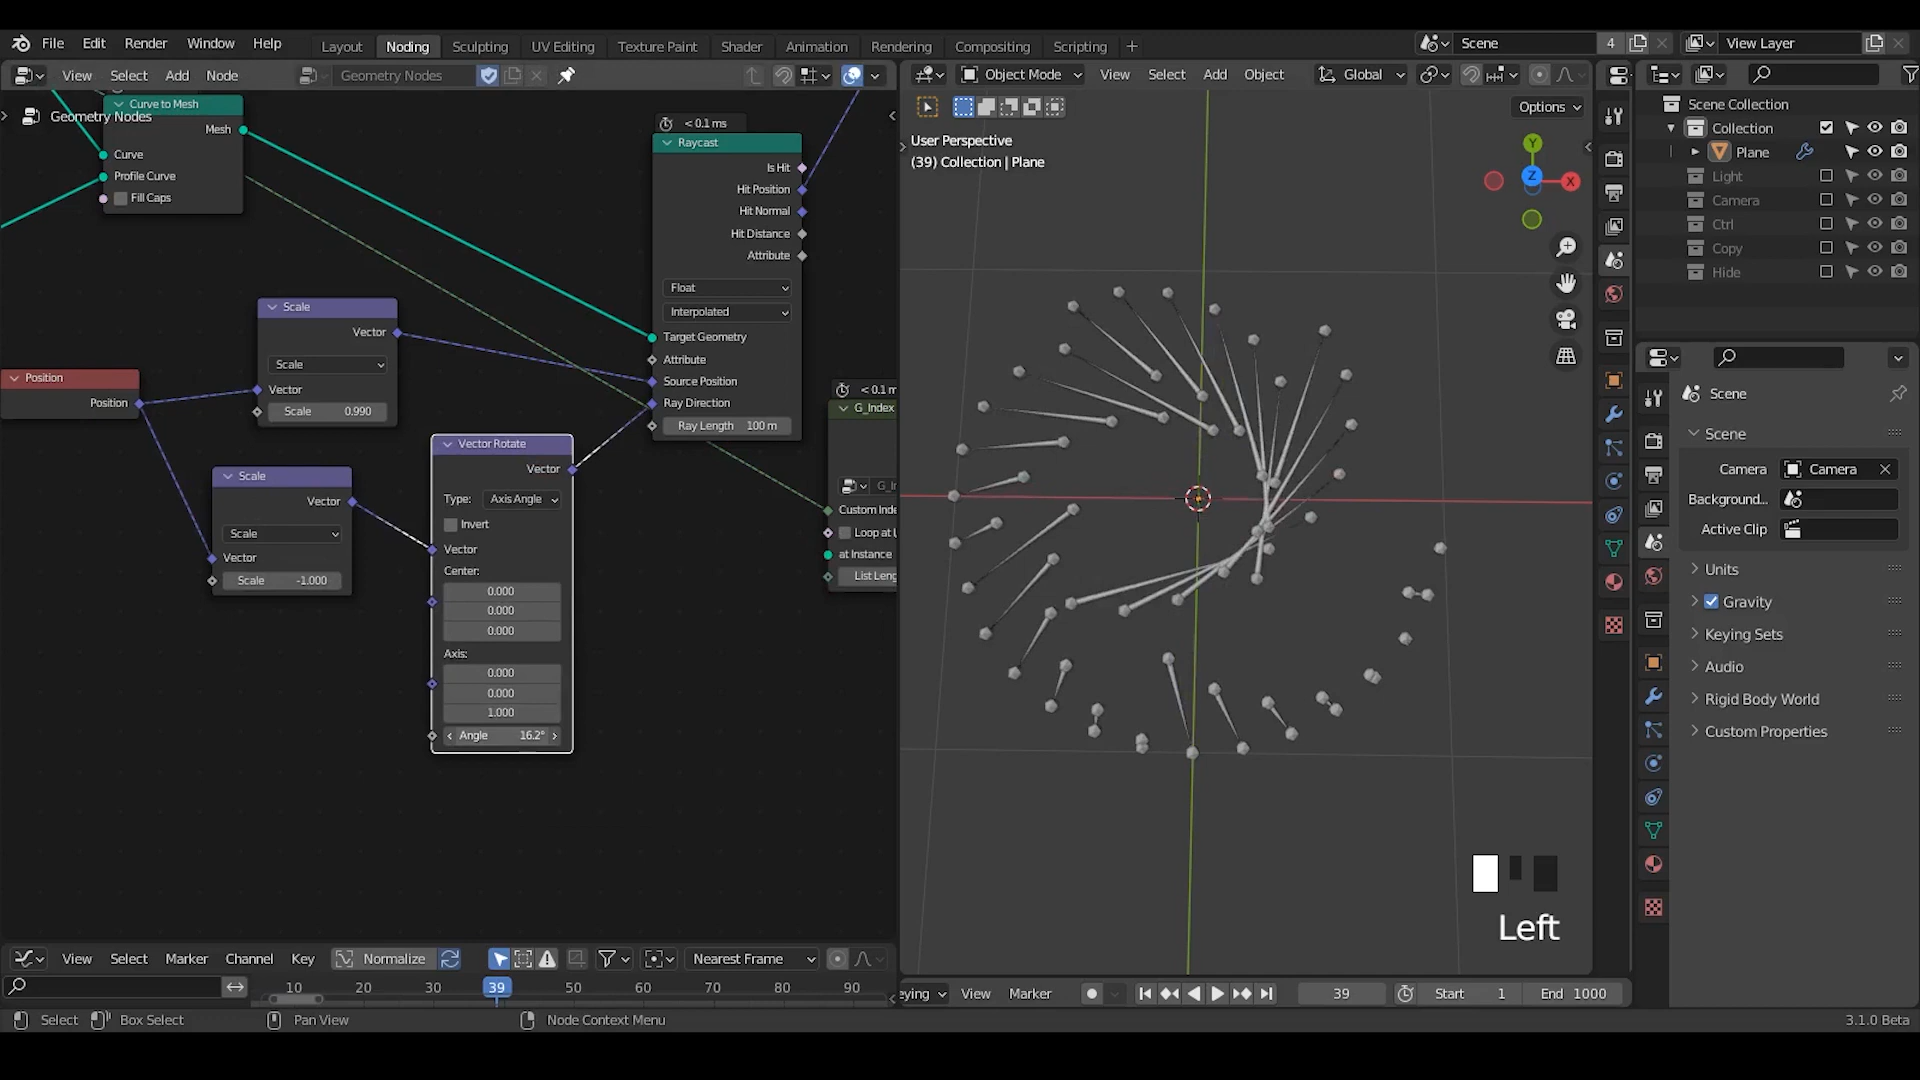 File Edit Render Window Help
Layout Noding Sculpting UV Editing Texture Paint Shader Animation Rendering Compositing Scripting +
Scene 4 View Layer
View Select Add Node Geometry Nodes
Object Mode View Select Add Object Global
Options
Geometry Nodes
Curve to Mesh
Mesh
Curve
Profile Curve
Fill Caps
< 0.1 ms
Raycast
Is Hit
Hit Position
Hit Normal
Hit Distance
Attribute
Float
Interpolated
Target Geometry
Attribute
Source Position
Ray Direction
Ray Length 100 m
Scale
Vector
Scale
Vector
Scale 0.990
Position
Position
Scale
Vector
Scale
Vector
Scale -1.000
Vector Rotate
Vector
Type: Axis Angle
Invert
Vector
Center:
0.000
0.000
0.000
Axis:
0.000
0.000
1.000
Angle 16.2°
< 0.1 m
G_Index
G_In
Custom Inde
Loop at L
at Instance
List Leng
User Perspective
(39) Collection | Plane
Y
Z
X
Left
Scene Collection
Collection
Plane
Light
Camera
Ctrl
Copy
Hide
Scene
Scene
Camera Camera
Background...
Active Clip
Units
Gravity
Keying Sets
Audio
Rigid Body World
Custom Properties
View Select Marker Channel Key Normalize Nearest Frame
10 20 30 39 50 60 70 80 90
eying View Marker 39 Start 1 End 1000
Select Box Select Pan View Node Context Menu 3.1.0 Beta